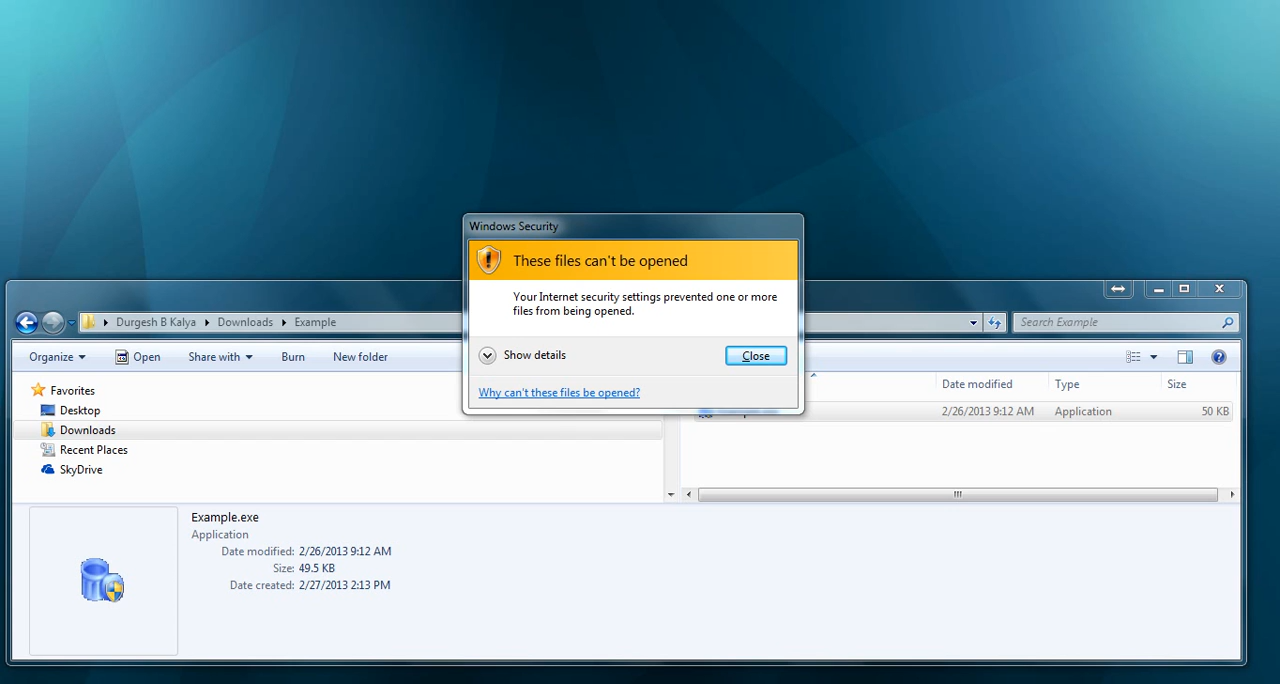 Windows Security
These files can't be opened
Your Internet security settings prevented one or more
files from being opened.
Show details
Close
Why can't these files be opened?
Durgesh B Kalya
Downloads
Example
Search Example
Organize
Open
Share with
Burn
New folder
Favorites
Desktop
Downloads
Recent Places
SkyDrive
Date modified
Type
Size
2/26/2013 9:12 AM
Application
50 KB
Example.exe
Application
Date modified: 2/26/2013 9:12 AM
Size: 49.5 KB
Date created: 2/27/2013 2:13 PM